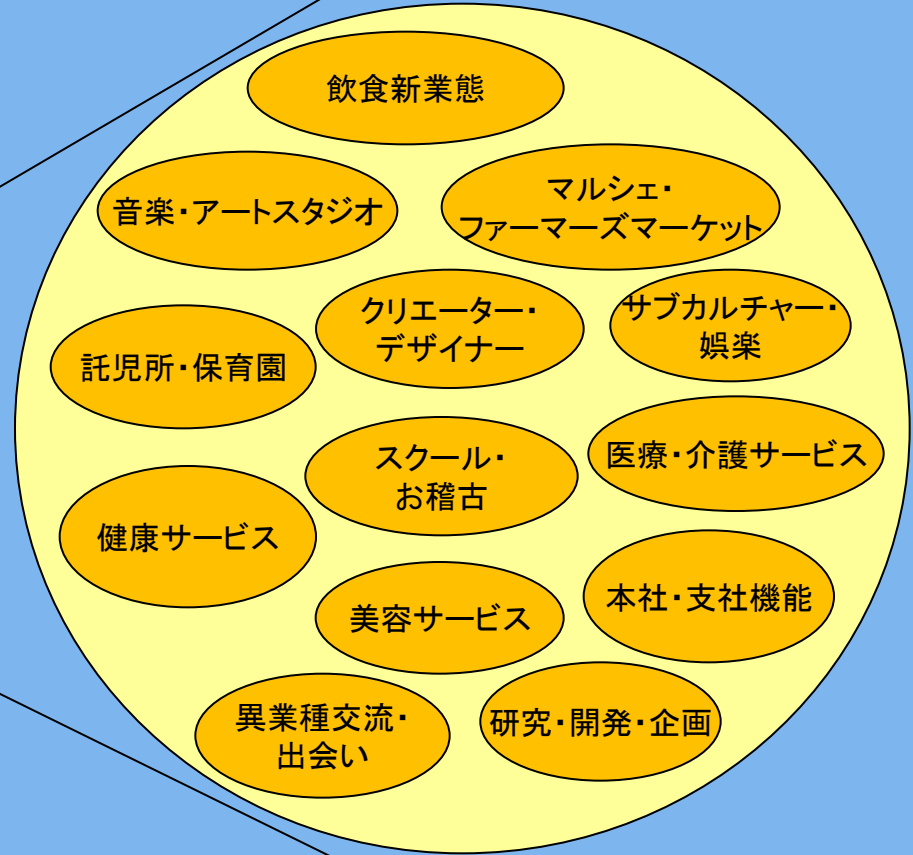 飲食新業態
音楽・アートスタジオ
マルシェ・
ファーマーズマーケット
クリエーター・
デザイナー
サブカルチャー・
娯楽
託児所・保育園
スクール・
お稽古
医療・介護サービス
健康サービス
美容サービス
本社・支社機能
異業種交流・
出会い
研究・開発・企画